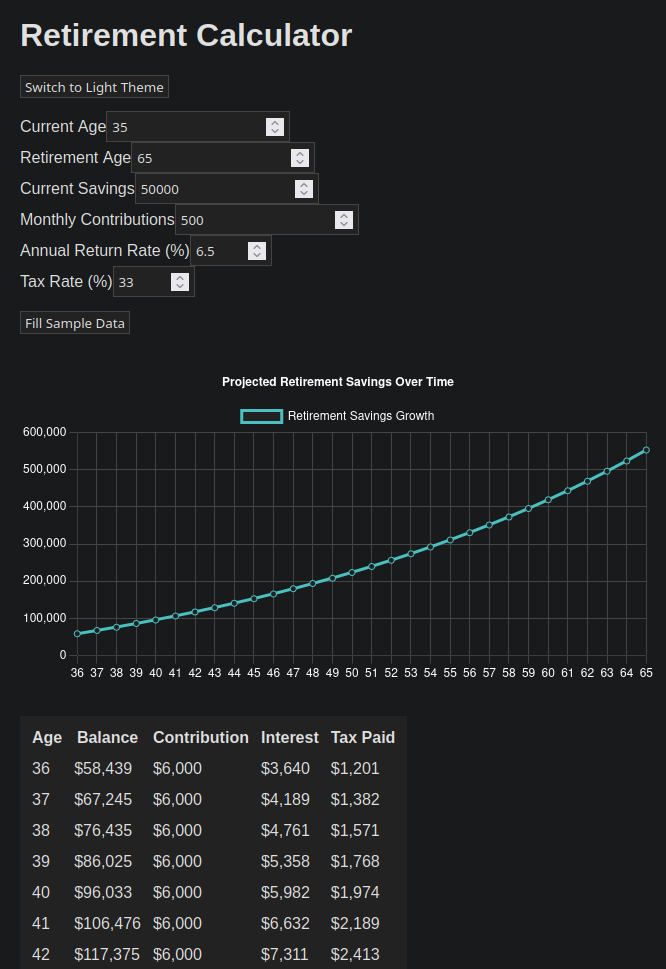 Retirement Calculator
Switch to Light Theme
Current Age 35
Retirement Age 65
Current Savings 50000
Monthly Contributions 500
Annual Return Rate (%) 6.5
Tax Rate (%) 33
Fill Sample Data
Projected Retirement Savings Over Time
Retirement Savings Growth
600,000
500,000
400,000
300,000
200,000
100,000
0
36 37 38 39 40 41 42 43 44 45 46 47 48 49 50 51 52 53 54 55 56 57 58 59 60 61 62 63 64 65
Age Balance Contribution Interest Tax Paid
36 $58,439 $6,000 $3,640 $1,201
37 $67,245 $6,000 $4,189 $1,382
38 $76,435 $6,000 $4,761 $1,571
39 $86,025 $6,000 $5,358 $1,768
40 $96,033 $6,000 $5,982 $1,974
41 $106,476 $6,000 $6,632 $2,189
42 $117,375 $6,000 $7,311 $2,413